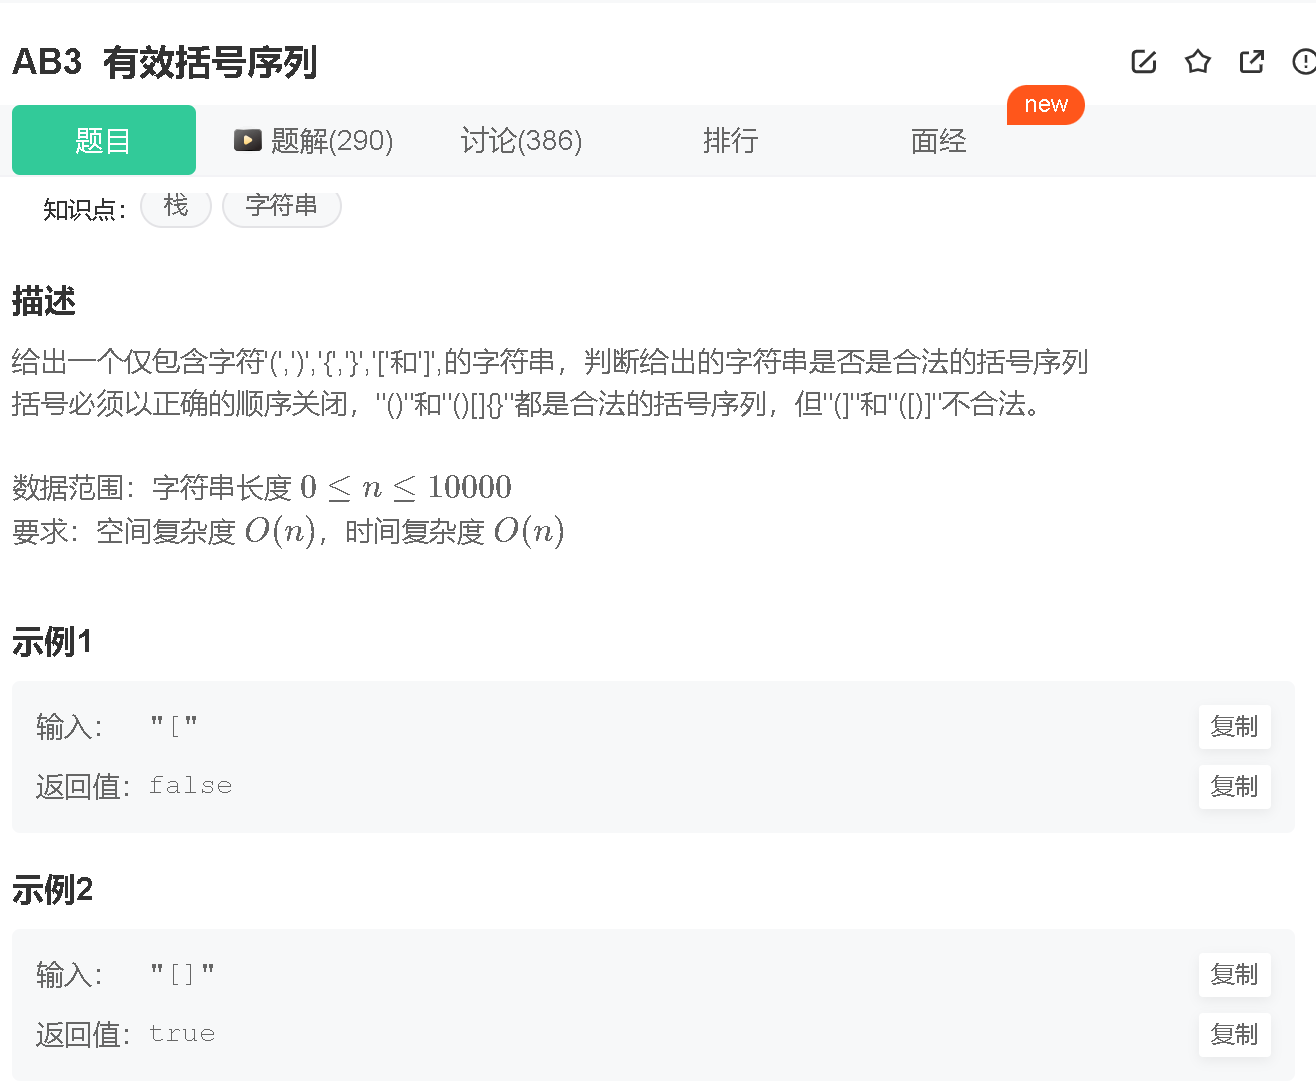 AB3 有效括号序列
new
题目 题解(290) 讨论(386) 排行 面经
知识点： 栈 字符串
描述
给出一个仅包含字符'(',')','{','}','['和']',的字符串，判断给出的字符串是否是合法的括号序列
括号必须以正确的顺序关闭，"()"和"()[]{}"都是合法的括号序列，但"(]"和"([)]"不合法。
数据范围：字符串长度 0 ≤ n ≤ 10000
要求：空间复杂度 O(n)，时间复杂度 O(n)
示例1
输入： "[" 复制
返回值： false 复制
示例2
输入： "[]" 复制
返回值： true 复制